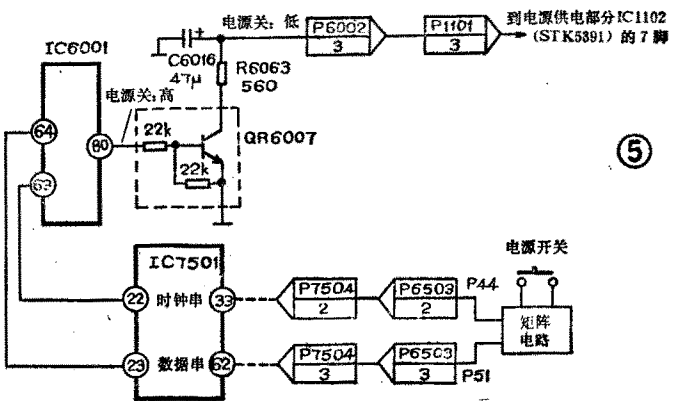 电源关：低
P6002
3
P1101
3
到电源供电部分IC1102
（STK5391）的7脚
IC6001
C6016
47μ
+
R6063
560
电源关：高
64
63
80
22k
22k
QR6007
⑤
IC7501
22
时钟串
33
23
数据串
62
P7504
2
P6503
2
P44
P7504
3
P6503
3
P51
电源开关
矩阵
电路